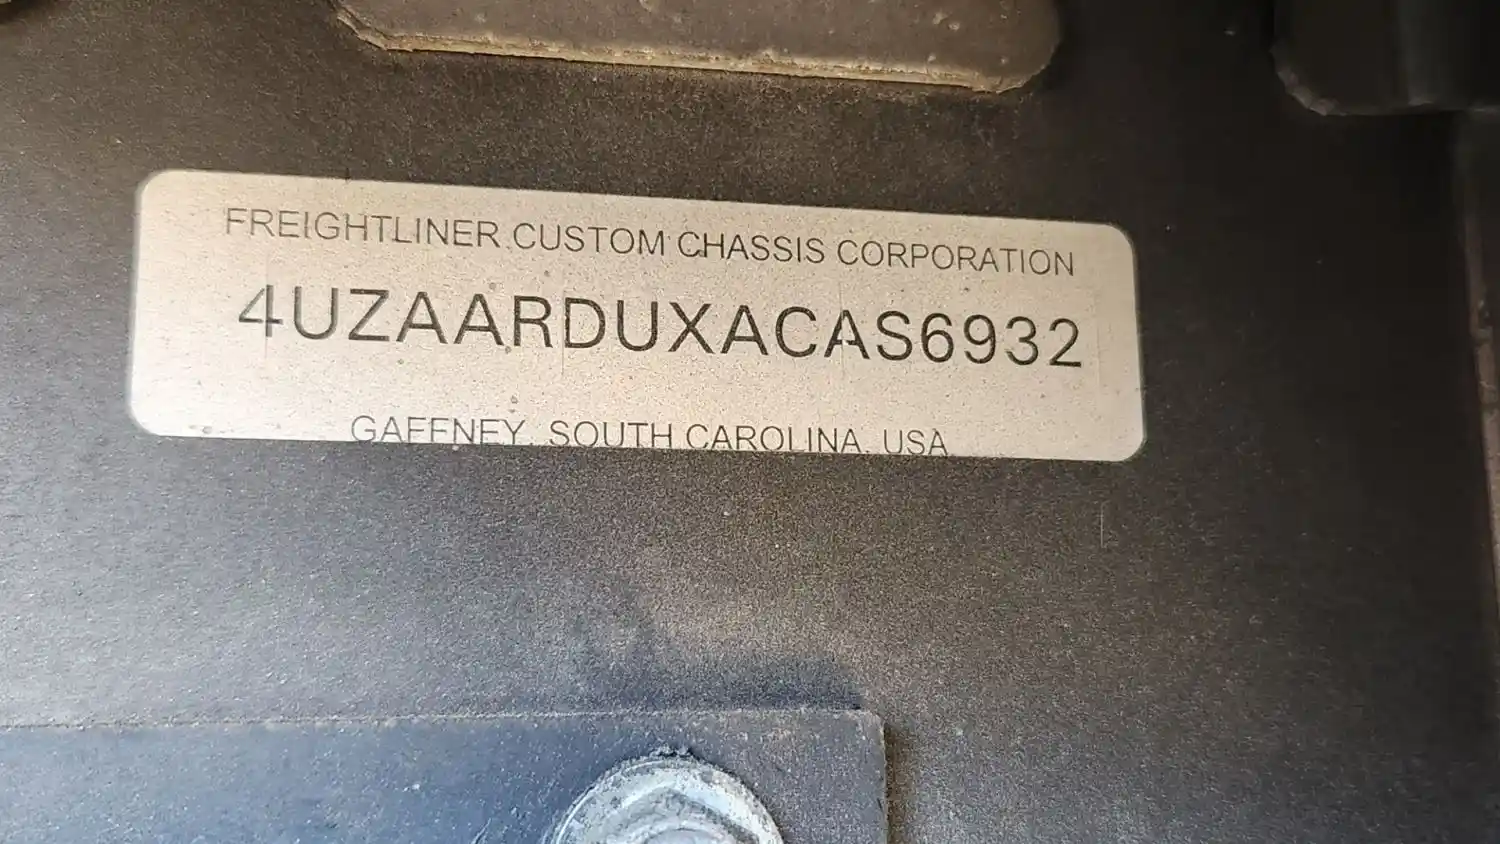 FREIGHTLINER CUSTOM CHASSIS CORPORATION
4UZAARDUXACAS6932
GAFFNEY, SOUTH CAROLINA, USA